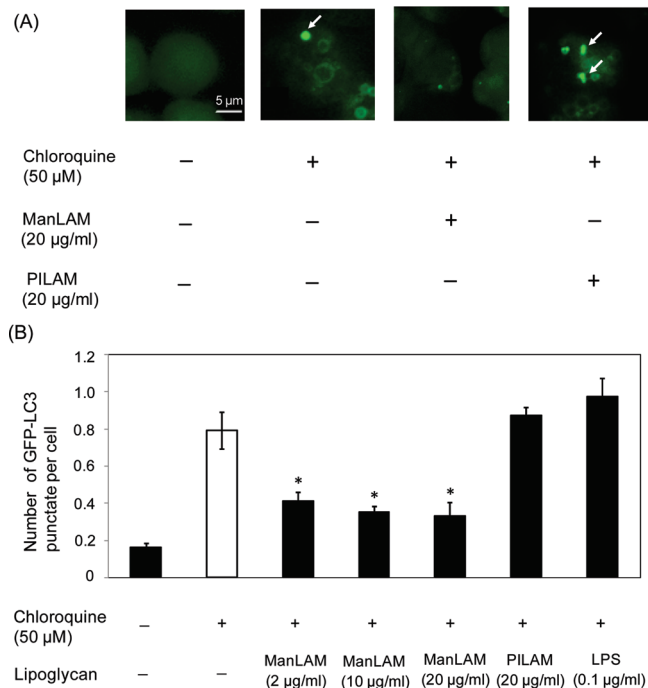 (A)
5 μm
Chloroquine – + + +
(50 μM)
ManLAM – – + –
(20 μg/ml)
PILAM – – – +
(20 μg/ml)
(B)
Number of GFP-LC3
punctate per cell
1.2
1.0
0.8
0.6
0.4
0.2
0
* * *
Chloroquine – + + + + + +
(50 μM)
Lipoglycan – – ManLAM ManLAM ManLAM PILAM LPS
(2 μg/ml) (10 μg/ml) (20 μg/ml) (20 μg/ml) (0.1 μg/ml)